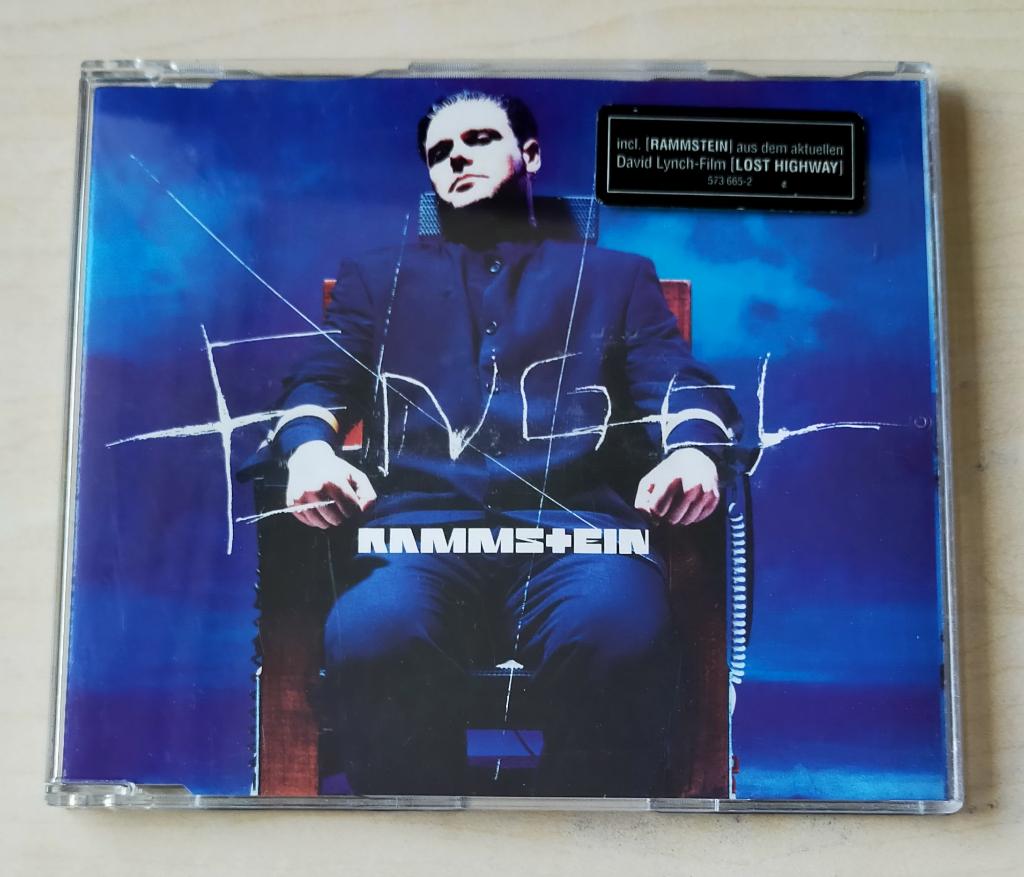 incl. [RAMMSTEIN] aus dem aktuellen
David Lynch-Film [LOST HIGHWAY]
573 665-2
ENGEL
RAMMSTEIN